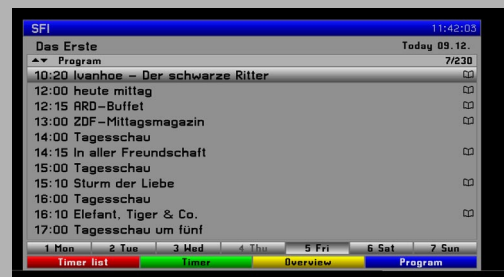 SFI 11:42:03
Das Erste Today 09.12.
Program 7/230
10:20 Ivanhoe – Der schwarze Ritter
12:00 heute mittag
12:15 ARD–Buffet
13:00 ZDF–Mittagsmagazin
14:00 Tagesschau
14:15 In aller Freundschaft
15:00 Tagesschau
15:10 Sturm der Liebe
16:00 Tagesschau
16:10 Elefant, Tiger & Co.
17:00 Tagesschau um fünf
1 Mon 2 Tue 3 Wed 4 Thu 5 Fri 6 Sat 7 Sun
Timer list Timer Overview Program